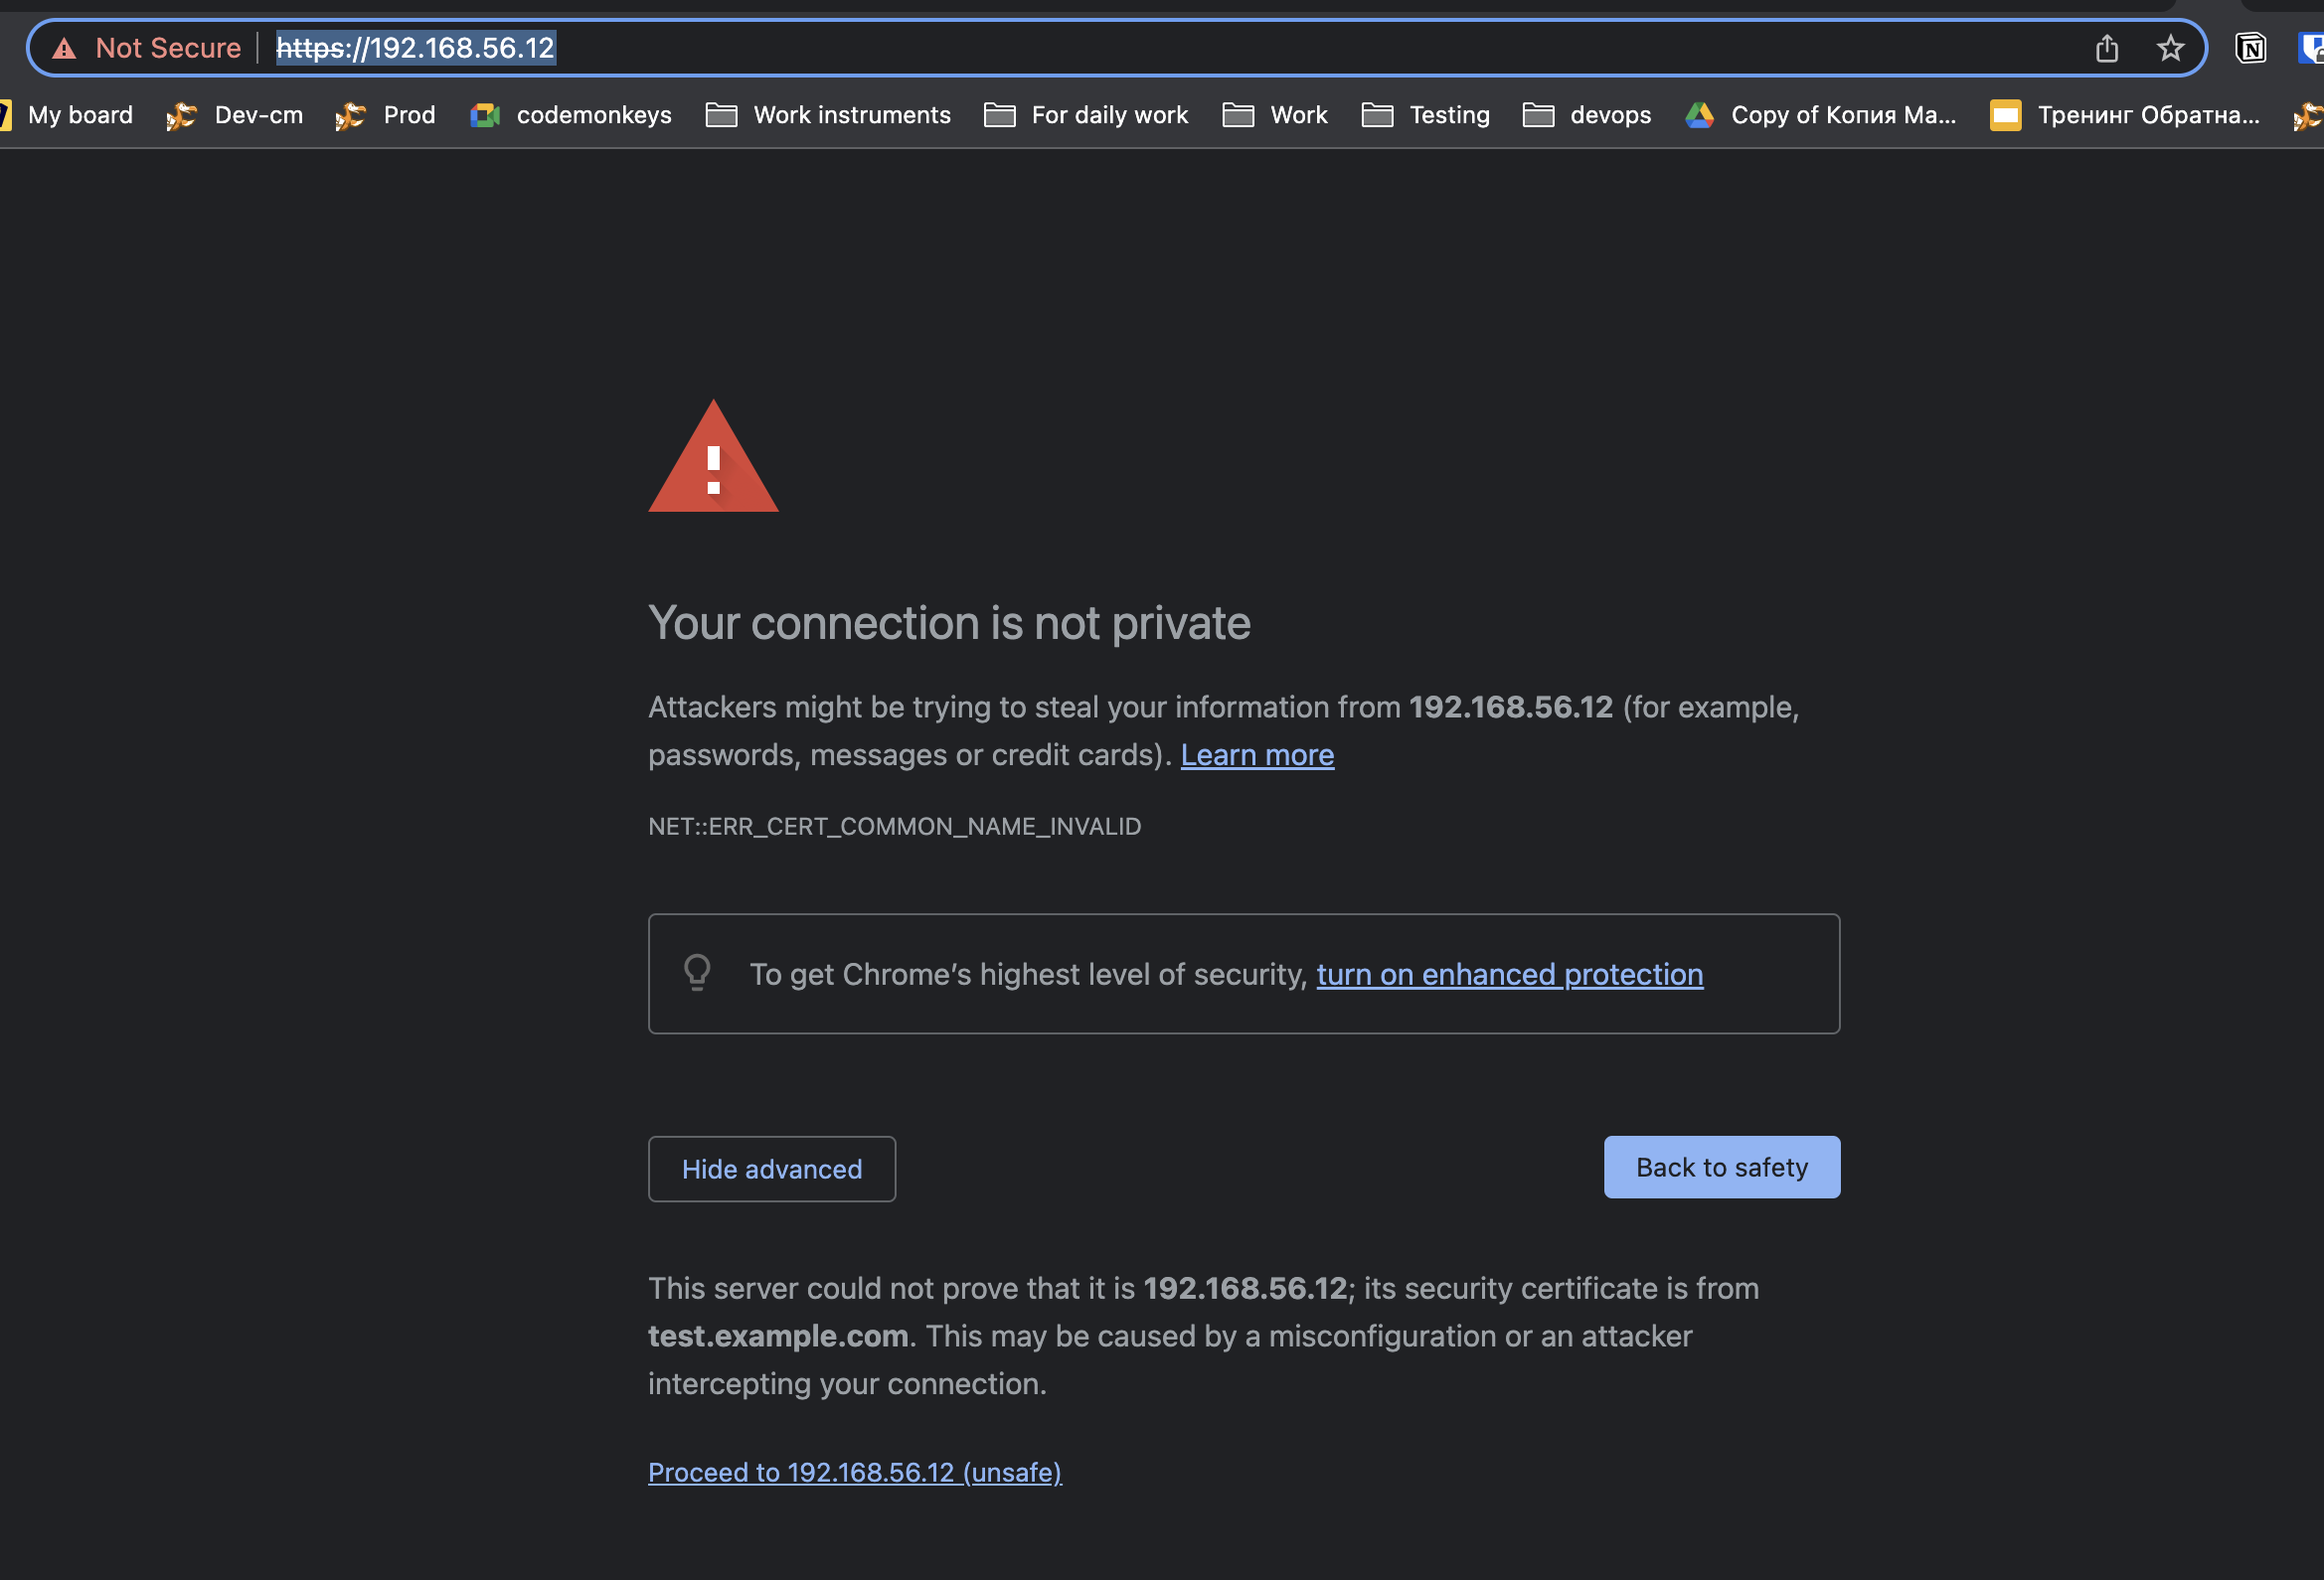 Not Secure https://192.168.56.12
My board Dev-cm Prod codemonkeys Work instruments For daily work Work Testing devops Copy of Копия Ma... Тренинг Обратна...
Your connection is not private
Attackers might be trying to steal your information from 192.168.56.12 (for example,
passwords, messages or credit cards). Learn more
NET::ERR_CERT_COMMON_NAME_INVALID
To get Chrome’s highest level of security, turn on enhanced protection
Hide advanced
Back to safety
This server could not prove that it is 192.168.56.12; its security certificate is from
test.example.com. This may be caused by a misconfiguration or an attacker
intercepting your connection.
Proceed to 192.168.56.12 (unsafe)